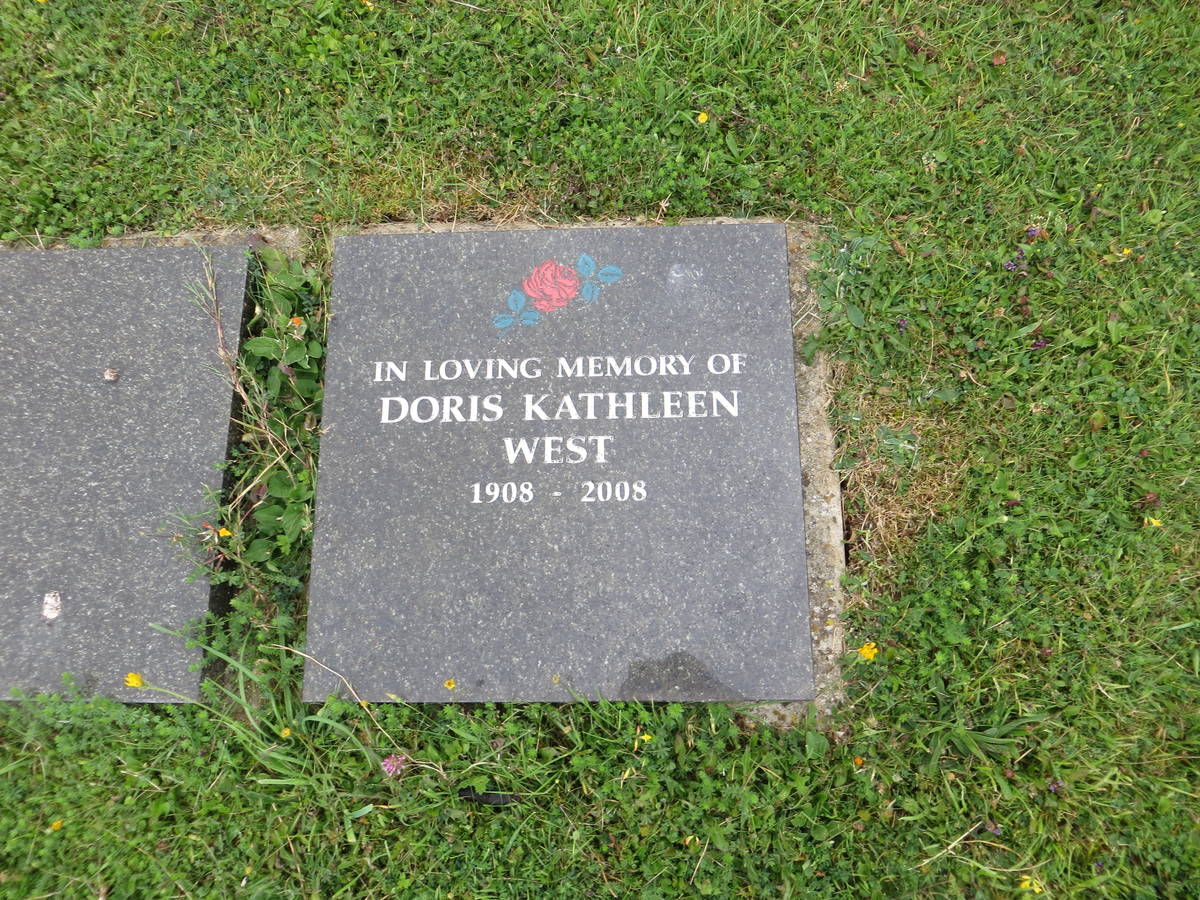 IN LOVING MEMORY OF
DORIS KATHLEEN
WEST
1908 - 2008